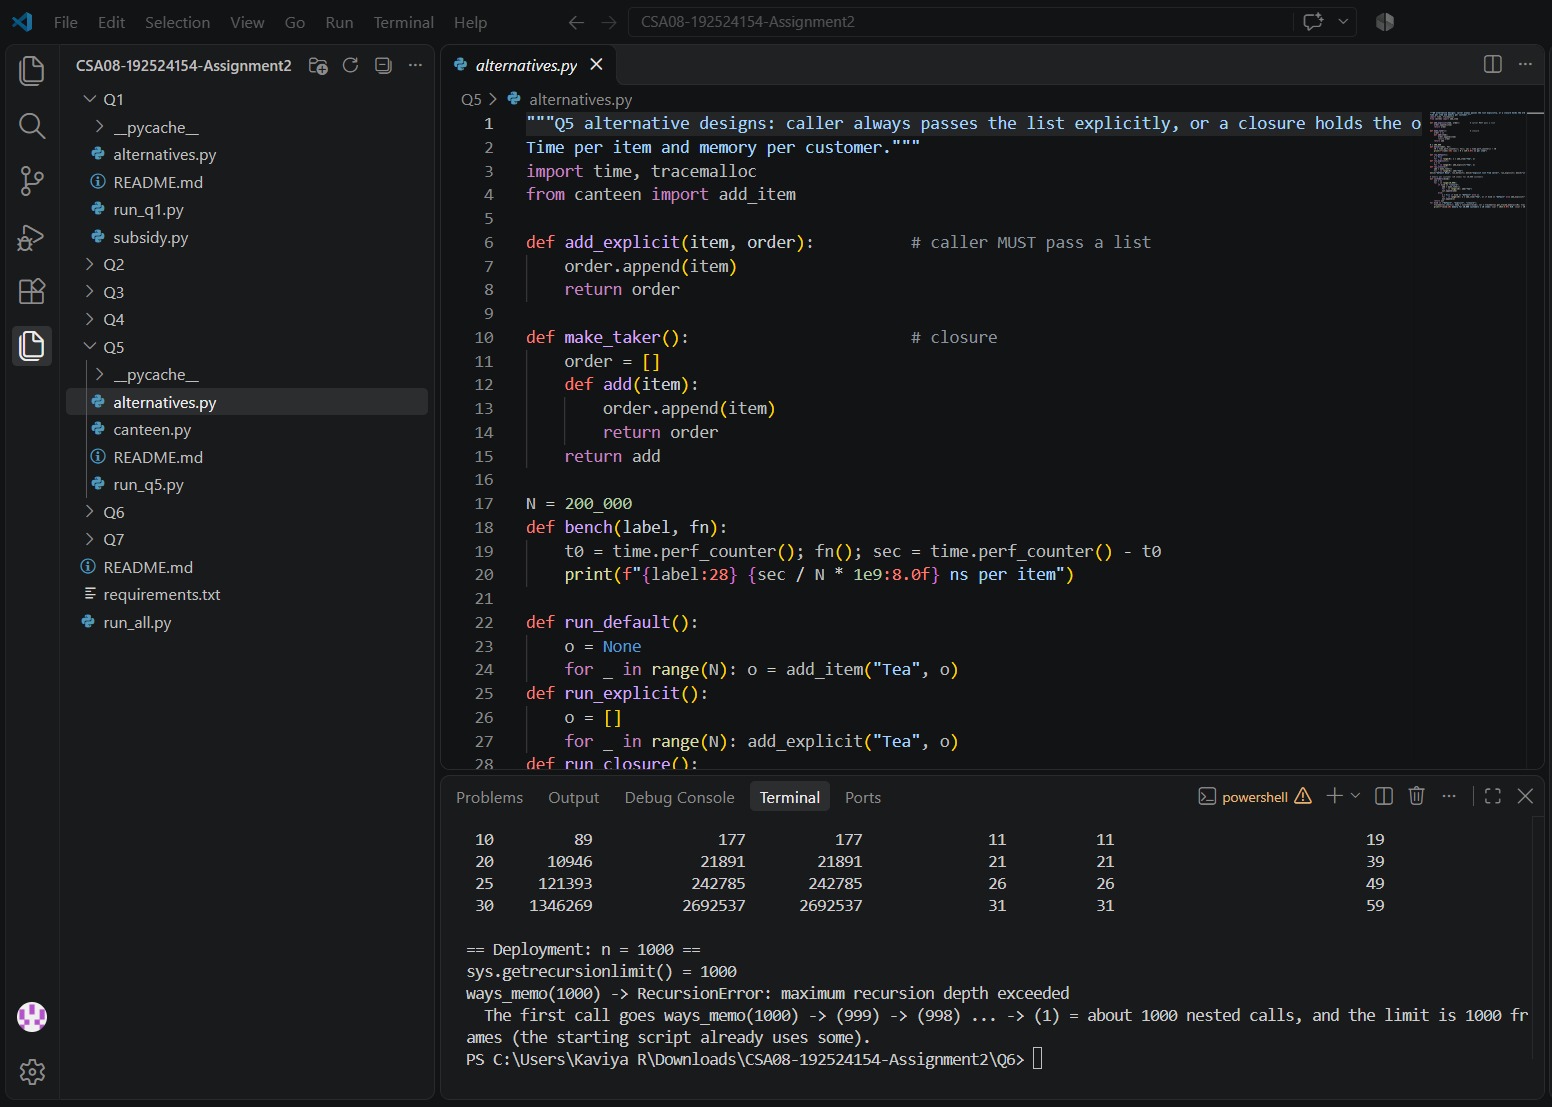 File Edit Selection View Go Run Terminal Help CSA08-192524154-Assignment2
CSA08-192524154-Assignment2
Q1
__pycache__
alternatives.py
README.md
run_q1.py
subsidy.py
Q2
Q3
Q4
Q5
__pycache__
alternatives.py
canteen.py
README.md
run_q5.py
Q6
Q7
README.md
requirements.txt
run_all.py
alternatives.py
Q5 > alternatives.py
1 """Q5 alternative designs: caller always passes the list explicitly, or a closure holds the o
2 Time per item and memory per customer."""
3 import time, tracemalloc
4 from canteen import add_item
5
6 def add_explicit(item, order): # caller MUST pass a list
7 order.append(item)
8 return order
9
10 def make_taker(): # closure
11 order = []
12 def add(item):
13 order.append(item)
14 return order
15 return add
16
17 N = 200_000
18 def bench(label, fn):
19 t0 = time.perf_counter(); fn(); sec = time.perf_counter() - t0
20 print(f"{label:28} {sec / N * 1e9:8.0f} ns per item")
21
22 def run_default():
23 o = None
24 for _ in range(N): o = add_item("Tea", o)
25 def run_explicit():
26 o = []
27 for _ in range(N): add_explicit("Tea", o)
28 def run_closure():
Problems Output Debug Console Terminal Ports powershell
10 89 177 177 11 11 19
20 10946 21891 21891 21 21 39
25 121393 242785 242785 26 26 49
30 1346269 2692537 2692537 31 31 59
== Deployment: n = 1000 ==
sys.getrecursionlimit() = 1000
ways_memo(1000) -> RecursionError: maximum recursion depth exceeded
The first call goes ways_memo(1000) -> (999) -> (998) ... -> (1) = about 1000 nested calls, and the limit is 1000 fr
ames (the starting script already uses some).
PS C:\Users\Kaviya R\Downloads\CSA08-192524154-Assignment2\Q6>